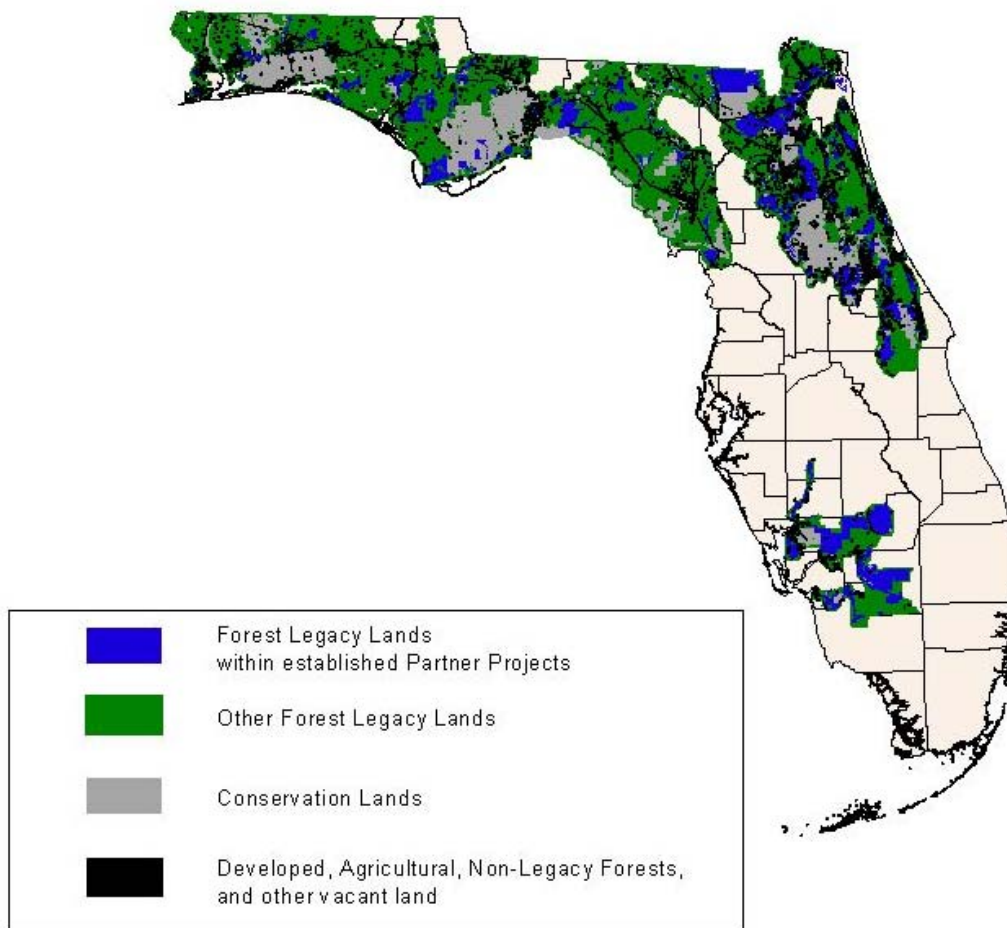 Forest Legacy Lands
within established Partner Projects
Other Forest Legacy Lands
Conservation Lands
Developed, Agricultural, Non-Legacy Forests,
and other vacant land